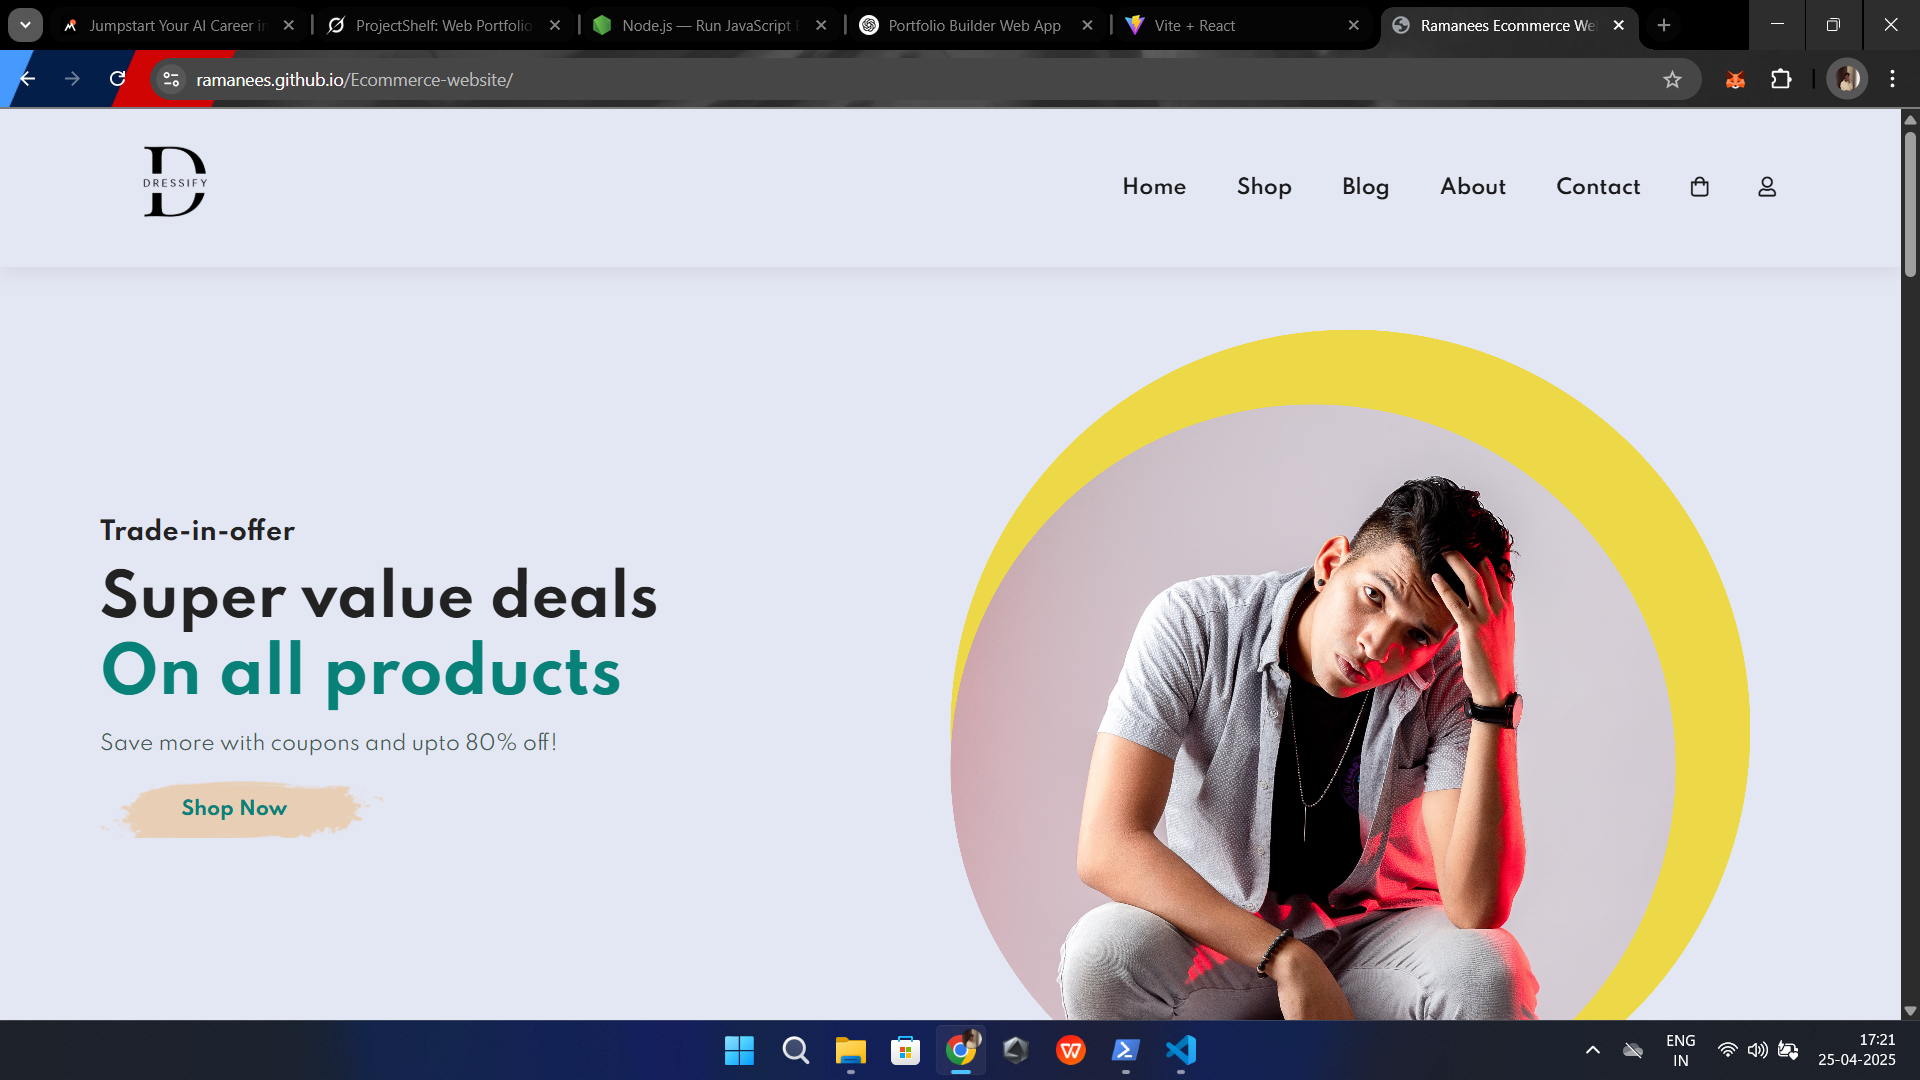 Jumpstart Your AI Career in
ProjectShelf: Web Portfolio
Node.js — Run JavaScript
Portfolio Builder Web App
Vite + React
Ramanees Ecommerce We
ramanees.github.io/Ecommerce-website/
D
DRESSIFY
Home
Shop
Blog
About
Contact
Trade-in-offer
Super value deals
On all products
Save more with coupons and upto 80% off!
Shop Now
ENG
IN
17:21
25-04-2025